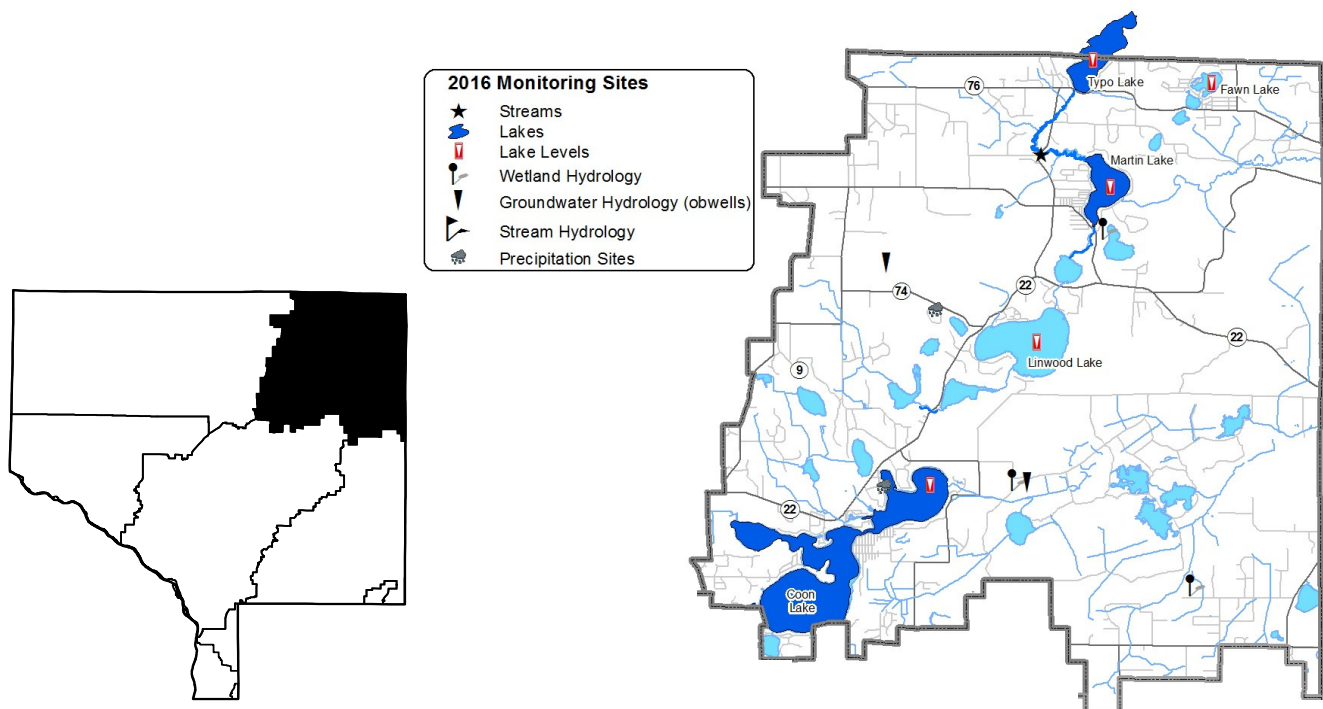 2016 Monitoring Sites
Streams
Lakes
Lake Levels
Wetland Hydrology
Groundwater Hydrology (obwells)
Stream Hydrology
Precipitation Sites
Typo Lake
76
Fawn Lake
Martin Lake
22
74
22
Linwood Lake
9
22
Coon
Lake